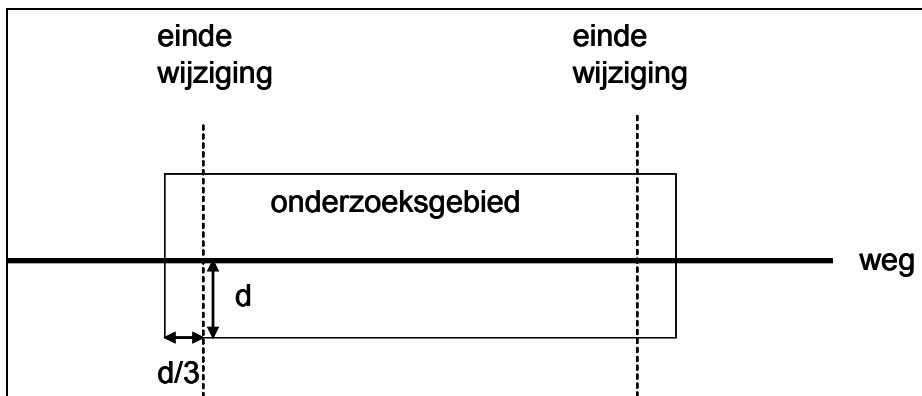 einde
wijziging
einde
wijziging
onderzoeksgebied
weg
d
d/3